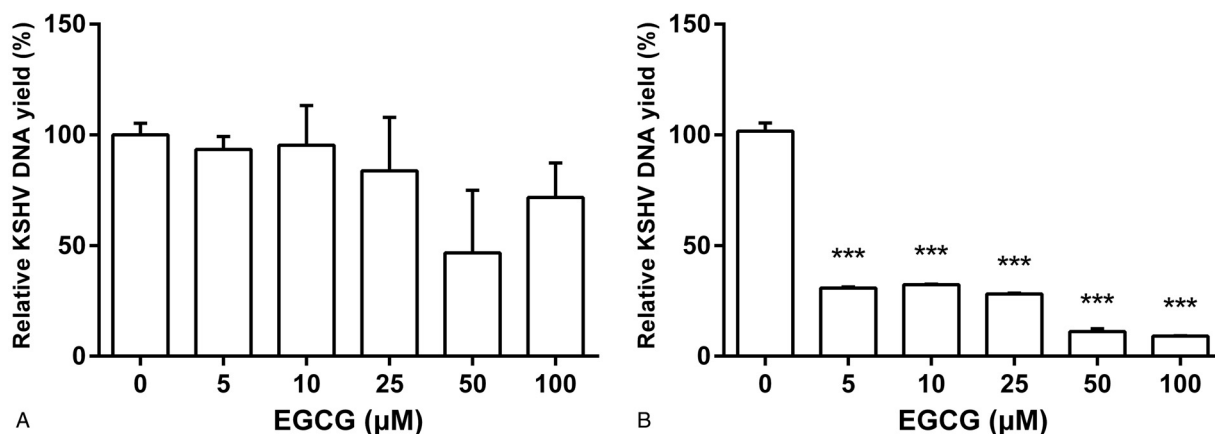 Relative KSHV DNA yield (%)
150
100
50
0
0 5 10 25 50 100
EGCG (µM)
A
Relative KSHV DNA yield (%)
150
100
50
0
*** *** *** *** ***
0 5 10 25 50 100
EGCG (µM)
B